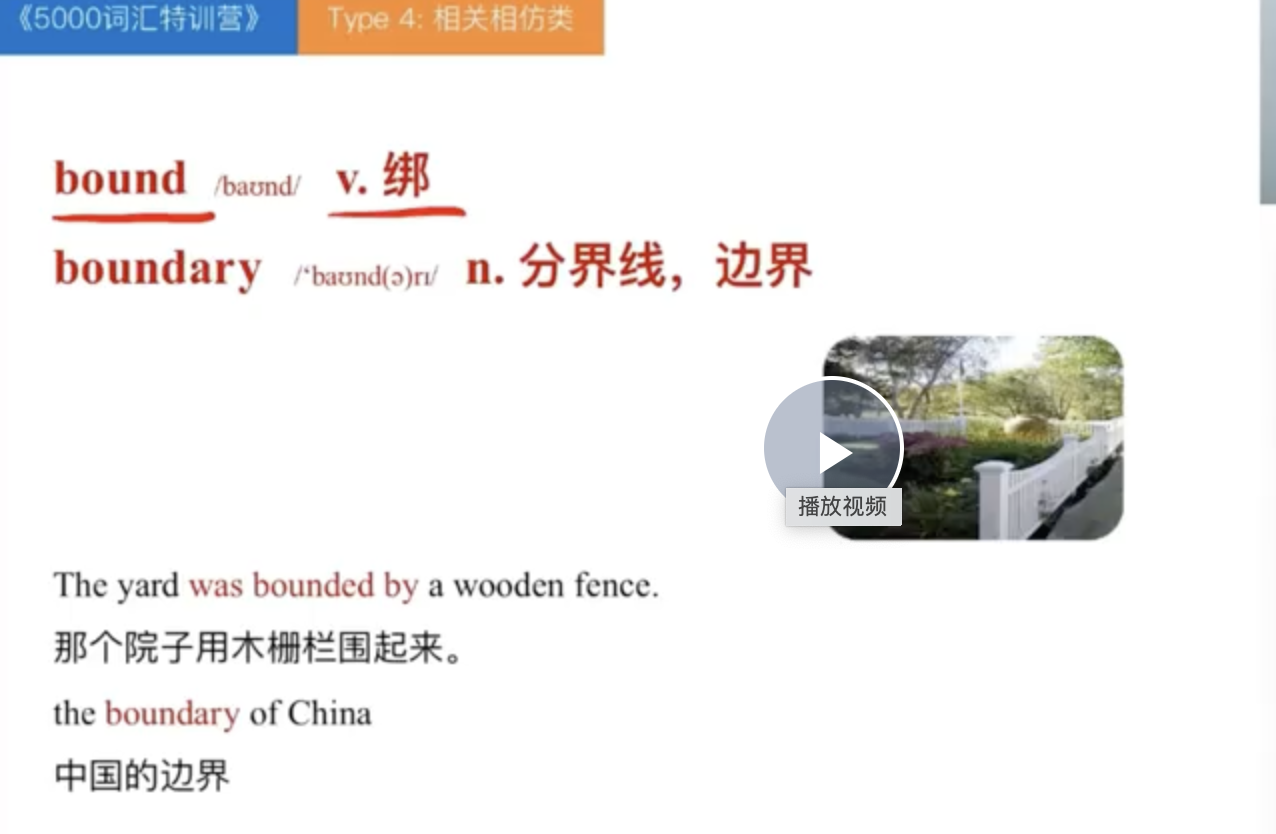 《5000词汇特训营》 Type 4: 相关相仿类
bound /baʊnd/ v. 绑
boundary /ˈbaʊnd(ə)rɪ/ n. 分界线，边界
播放视频
The yard was bounded by a wooden fence.
那个院子用木栅栏围起来。
the boundary of China
中国的边界